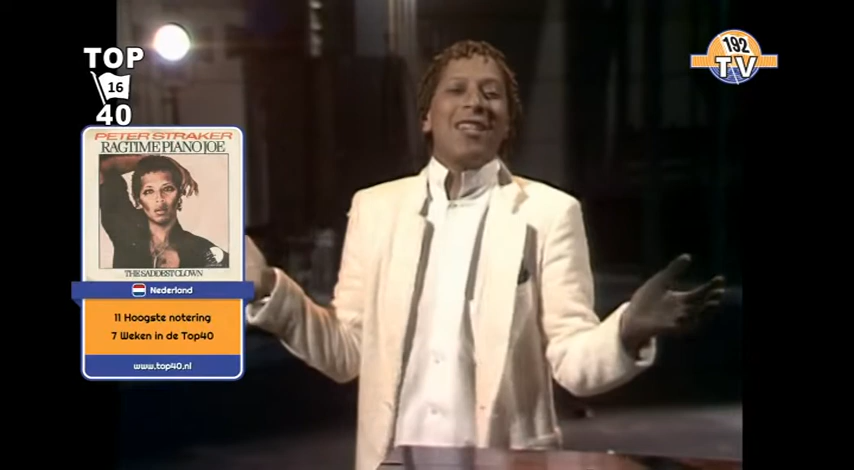 TOP
16
40
192
TV
PETER STRAKER
RAGTIME PIANO JOE
THE SADDEST CLOWN
Nederland
11 Hoogste notering
7 Weken in de Top40
www.top40.nl